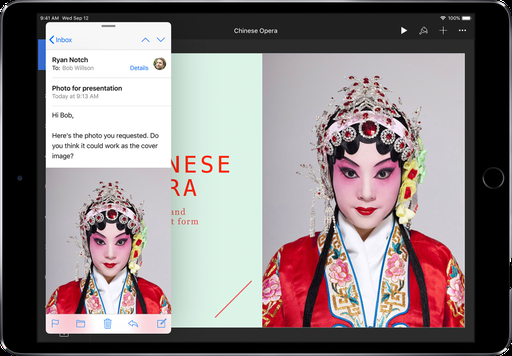 9:41 AM Wed Sep 12
100%
Chinese Opera
Inbox
Ryan Notch
To: Bob Willson
Details
Photo for presentation
Today at 9:13 AM
Hi Bob,
Here's the photo you requested. Do
you think it could work as the cover
image?
NESE
RA
and
t form